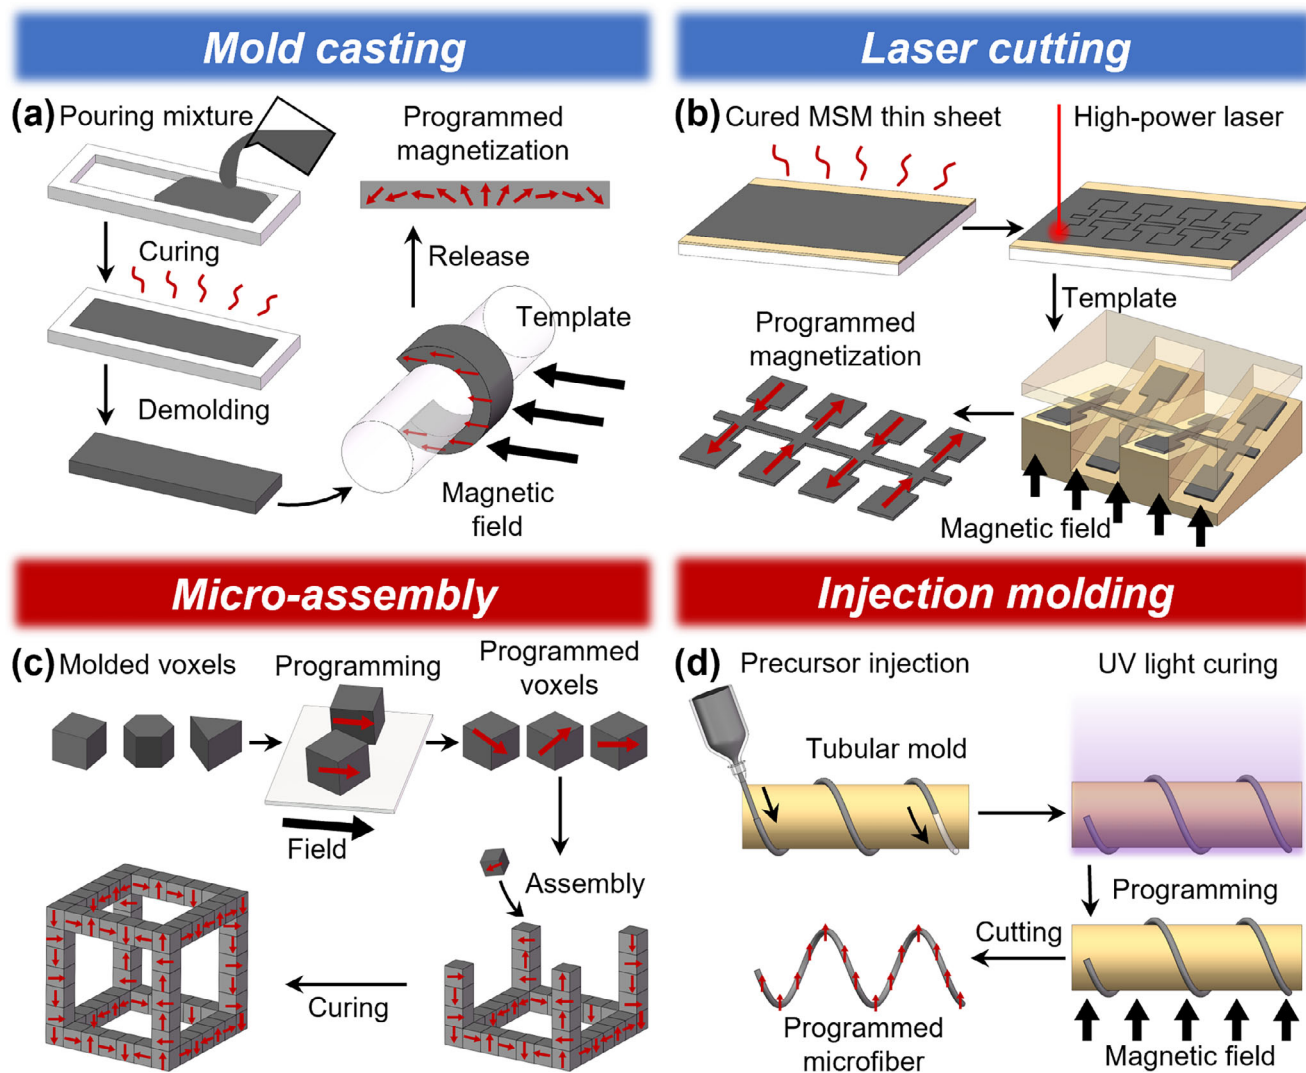 Mold casting
(a)
Pouring mixture
Programmed
magnetization
Curing
Release
Template
Demolding
Magnetic
field
Laser cutting
(b)
Cured MSM thin sheet
High-power laser
Template
Programmed
magnetization
Magnetic field
Micro-assembly
(c)
Molded voxels
Programming
Programmed
voxels
Field
Assembly
Curing
Injection molding
(d)
Precursor injection
UV light curing
Tubular mold
Programming
Cutting
Programmed
microfiber
Magnetic field